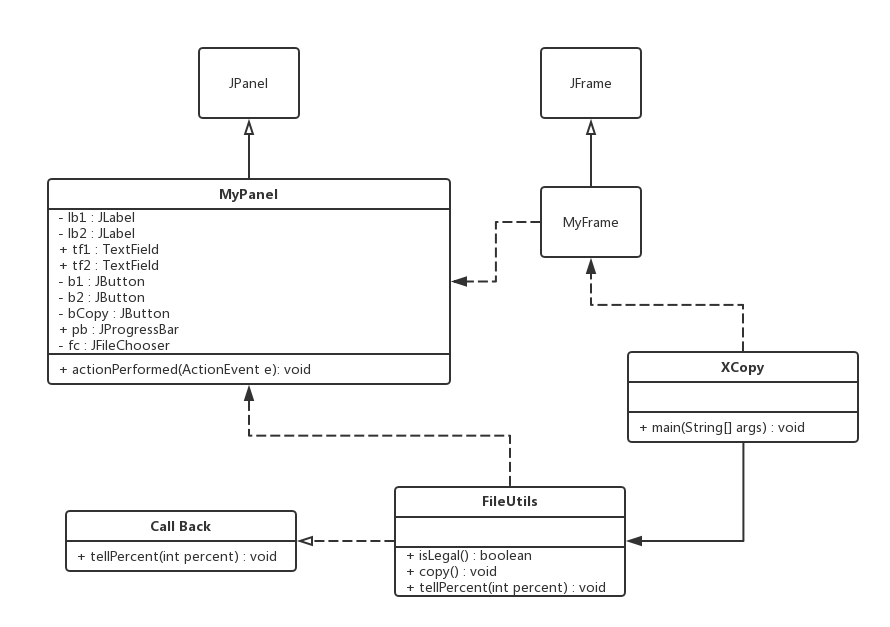 JPanel
JFrame
MyPanel
- lb1 : JLabel
- lb2 : JLabel
+ tf1 : TextField
+ tf2 : TextField
- b1 : JButton
- b2 : JButton
- bCopy : JButton
+ pb : JProgressBar
- fc : JFileChooser
+ actionPerformed(ActionEvent e): void
MyFrame
XCopy
+ main(String[] args) : void
FileUtils
+ isLegal() : boolean
+ copy() : void
+ tellPercent(int percent) : void
Call Back
+ tellPercent(int percent) : void